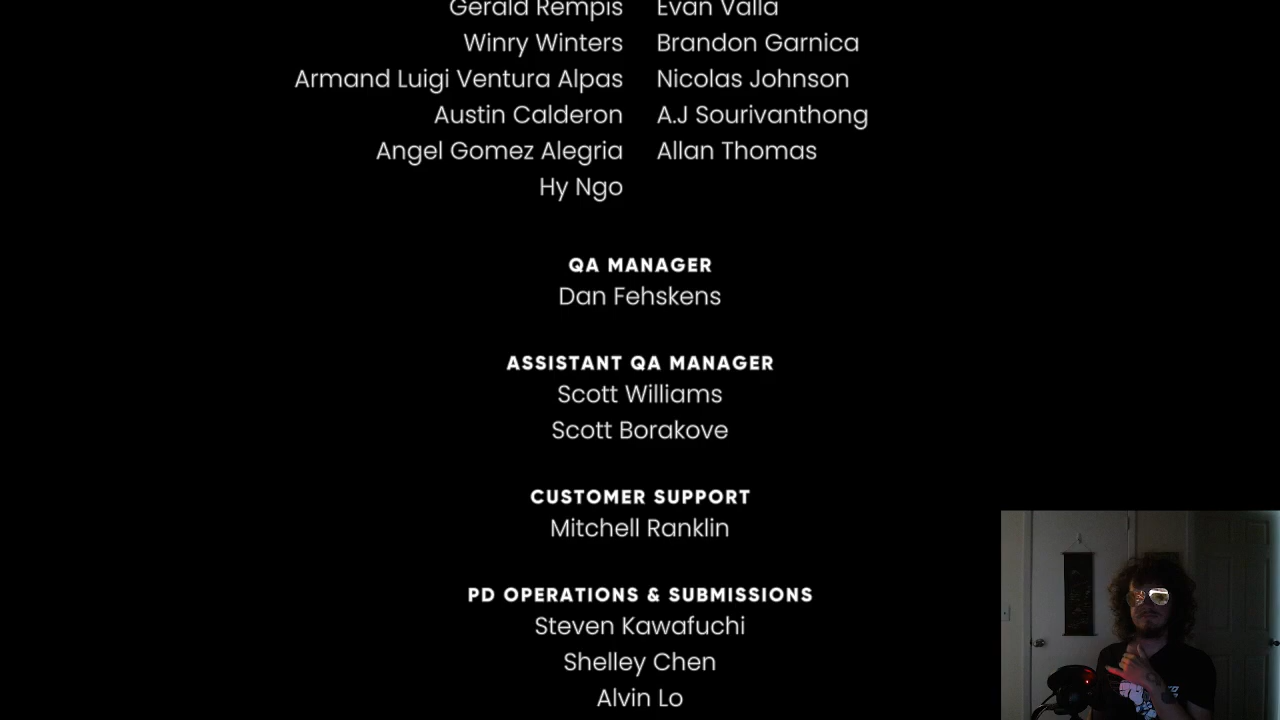 Gerald Rempis Evan Valla
Winry Winters Brandon Garnica
Armand Luigi Ventura Alpas Nicolas Johnson
Austin Calderon A.J Sourivanthong
Angel Gomez Alegria Allan Thomas
Hy Ngo
QA MANAGER
Dan Fehskens
ASSISTANT QA MANAGER
Scott Williams
Scott Borakove
CUSTOMER SUPPORT
Mitchell Ranklin
PD OPERATIONS & SUBMISSIONS
Steven Kawafuchi
Shelley Chen
Alvin Lo